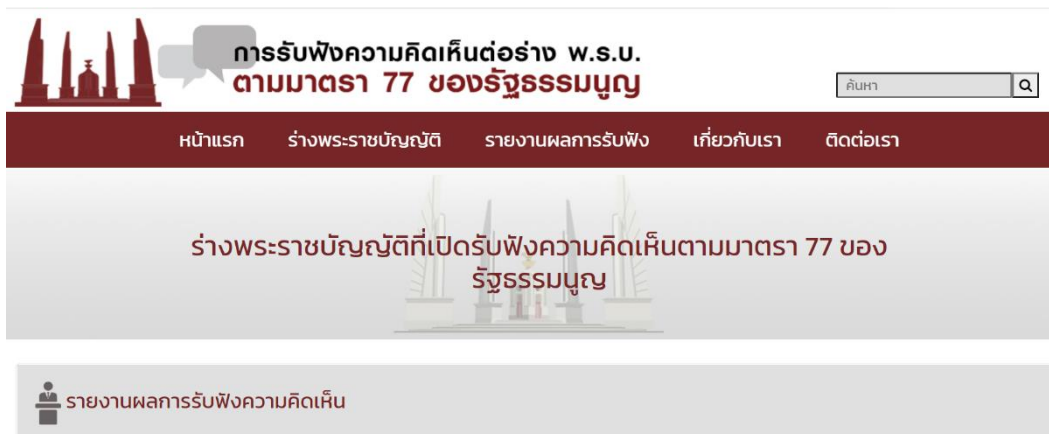 การรับฟังความคิดเห็นต่อร่าง พ.ร.บ.
ตามมาตรา 77 ของรัฐธรรมนูญ
ค้นหา
หน้าแรก ร่างพระราชบัญญัติ รายงานผลการรับฟัง เกี่ยวกับเรา ติดต่อเรา
ร่างพระราชบัญญัติที่เปิดรับฟังความคิดเห็นตามมาตรา 77 ของ
รัฐธรรมนูญ
รายงานผลการรับฟังความคิดเห็น